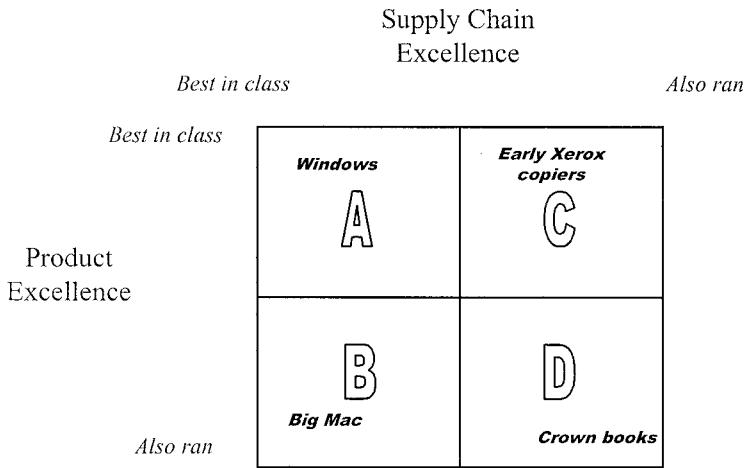 Supply Chain
Excellence
Best in class
Also ran
Best in class
Windows
Early Xerox
copiers
A
C
Product
Excellence
B
D
Big Mac
Crown books
Also ran